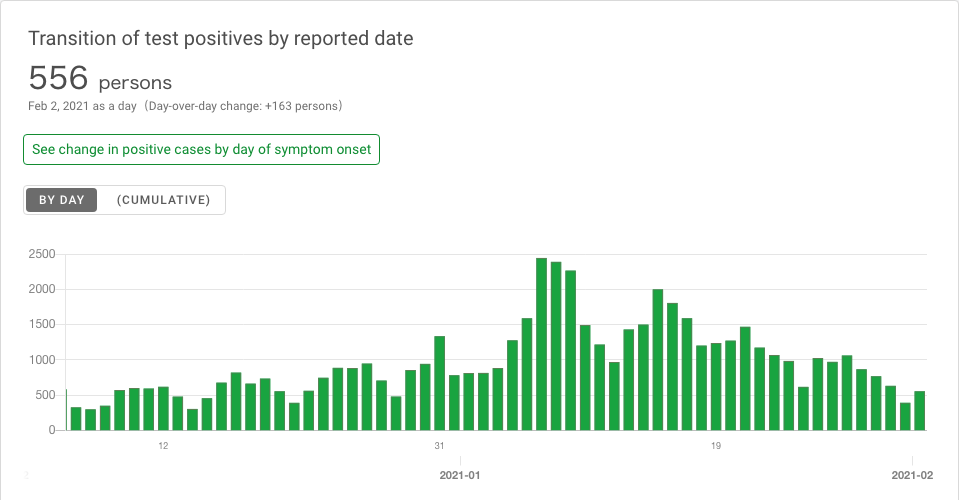 Transition of test positives by reported date
556 persons
Feb 2, 2021 as a day（Day-over-day change: +163 persons）
See change in positive cases by day of symptom onset
BY DAY (CUMULATIVE)
2500
2000
1500
1000
500
0
12 31 19
2021-01 2021-02